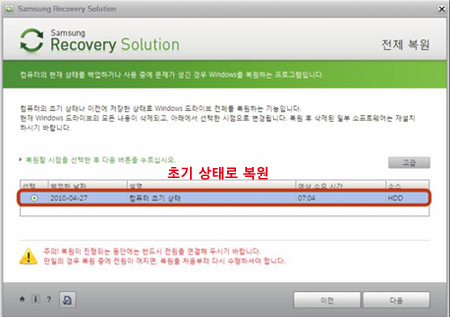 Samsung Recovery Solution
Samsung
Recovery Solution
전체 복원
컴퓨터의 현재 상태를 백업하거나 사용 중에 문제가 생긴 경우 Windows를 복원하는 프로그램입니다.
컴퓨터의 초기 상태나 이전에 저장한 상태로 Windows 드라이브 전체를 복원하는 기능입니다.
현재 Windows 드라이브의 모든 내용이 삭제되고, 아래에서 선택한 시점으로 변경됩니다. 복원 후 삭제된 일부 소프트웨어는 재설치
하시기 바랍니다.
복원할 시점을 선택한 후 다음 버튼을 누르십시오.
고급
초기 상태로 복원
선택 백업한 날짜 설명 예상 소요 시간 소스
2010-04-27 컴퓨터 초기 상태 07:04 HDD
주의! 복원이 진행되는 동안에는 반드시 전원을 연결해 두시기 바랍니다.
만일의 경우 복원 중에 전원이 꺼지면, 복원을 처음부터 다시 수행하셔야 합니다.
이전
다음